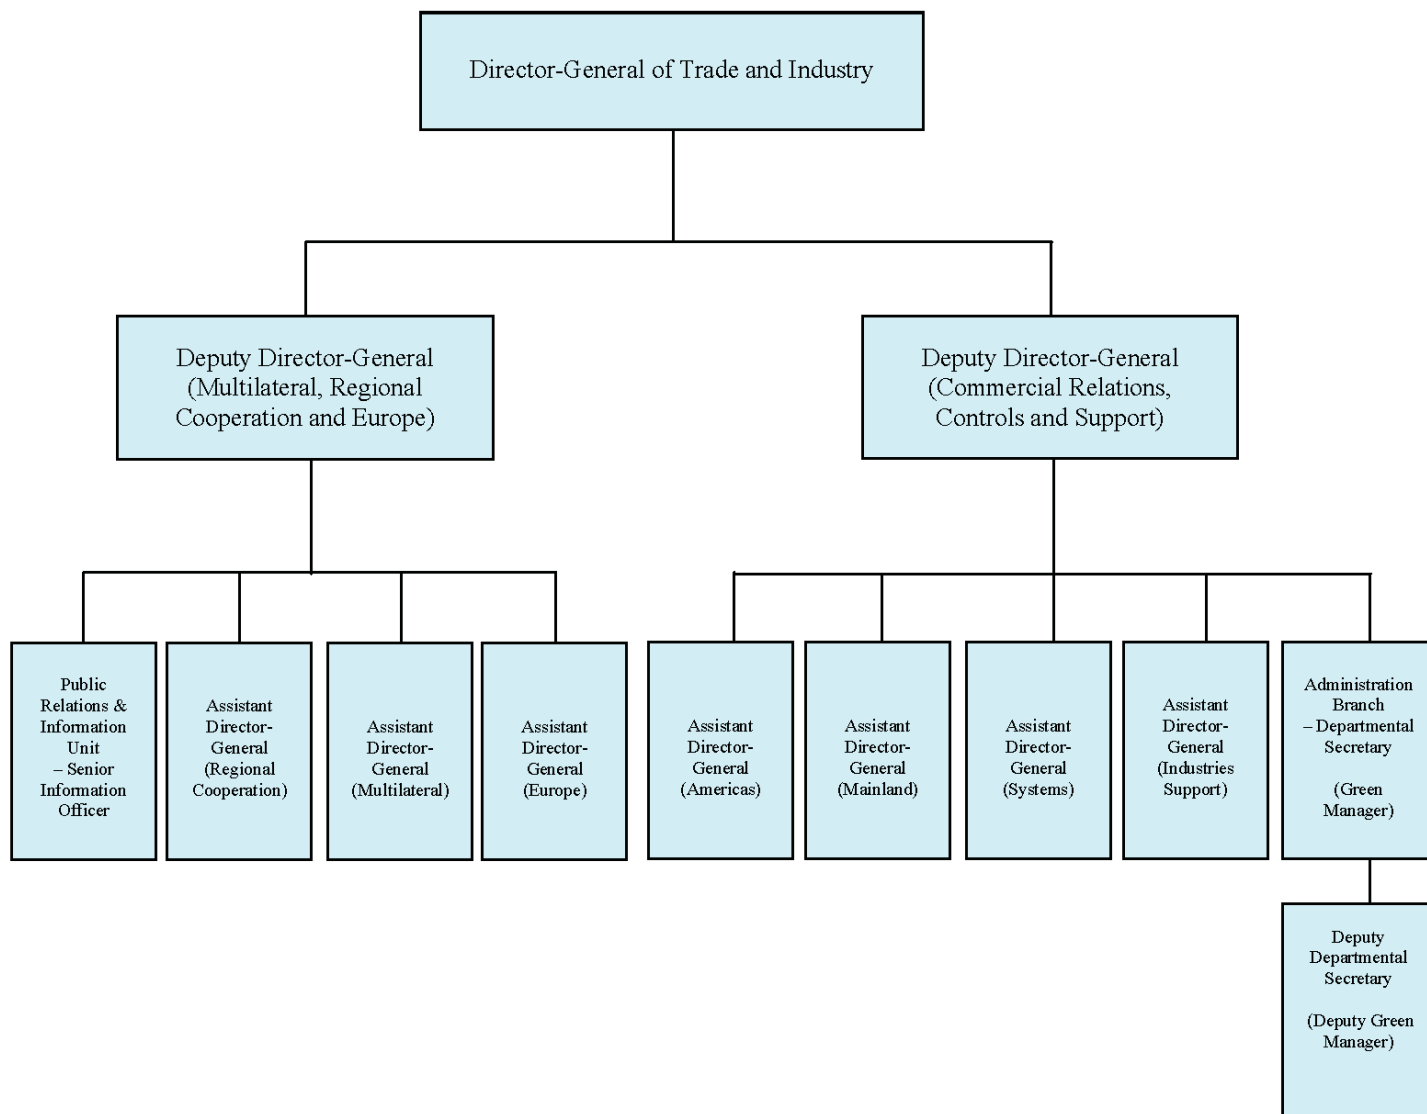 Director-General of Trade and Industry
Deputy Director-General
(Multilateral, Regional
Cooperation and Europe)
Deputy Director-General
(Commercial Relations,
Controls and Support)
Public
Relations &
Information
Unit
– Senior
Information
Officer
Assistant
Director-
General
(Regional
Cooperation)
Assistant
Director-
General
(Multilateral)
Assistant
Director-
General
(Europe)
Assistant
Director-
General
(Americas)
Assistant
Director-
General
(Mainland)
Assistant
Director-
General
(Systems)
Assistant
Director-
General
(Industries
Support)
Administration
Branch
– Departmental
Secretary
(Green
Manager)
Deputy
Departmental
Secretary
(Deputy Green
Manager)